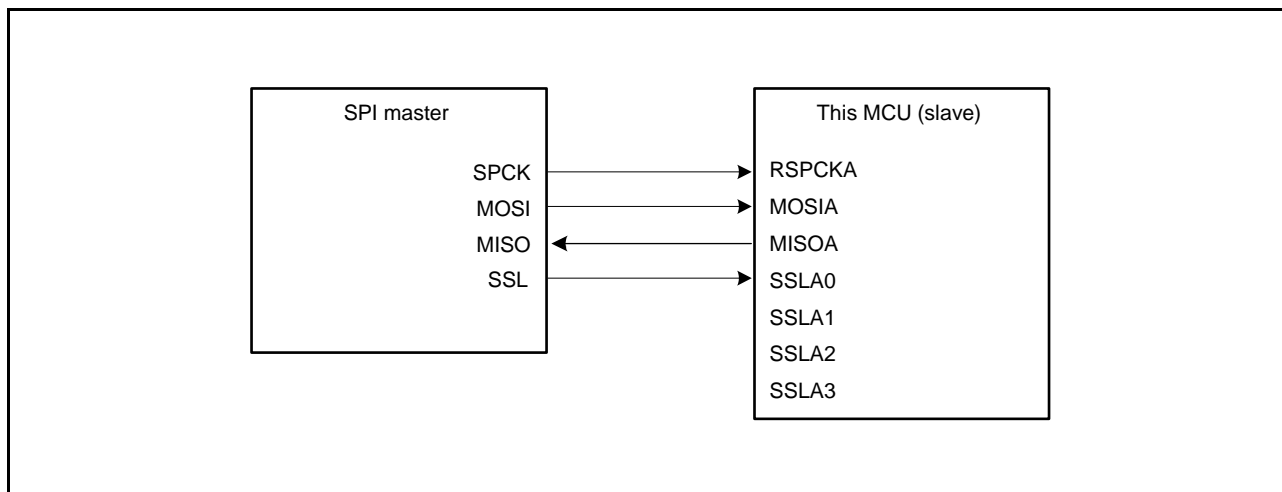 SPI master
SPCK
MOSI
MISO
SSL
This MCU (slave)
RSPCKA
MOSIA
MISOA
SSLA0
SSLA1
SSLA2
SSLA3